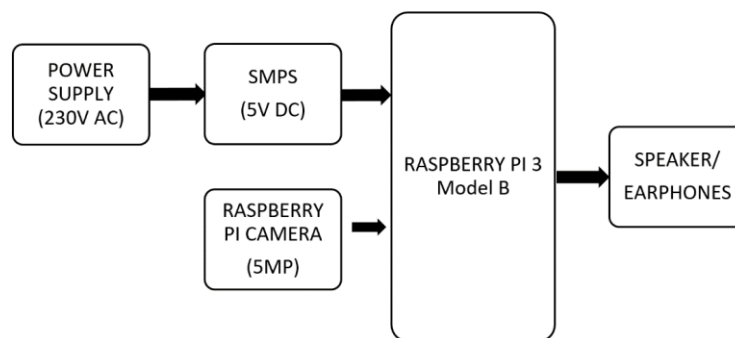 POWER
SUPPLY
(230V AC)
SMPS
(5V DC)
RASPBERRY
PI CAMERA
(5MP)
RASPBERRY PI 3
Model B
SPEAKER/
EARPHONES